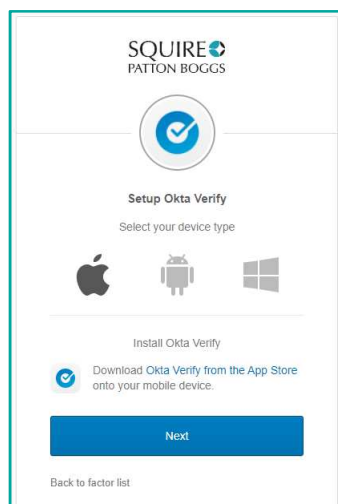 SQUIRE
PATTON BOGGS
Setup Okta Verify
Select your device type
Install Okta Verify
Download Okta Verify from the App Store
onto your mobile device.
Next
Back to factor list